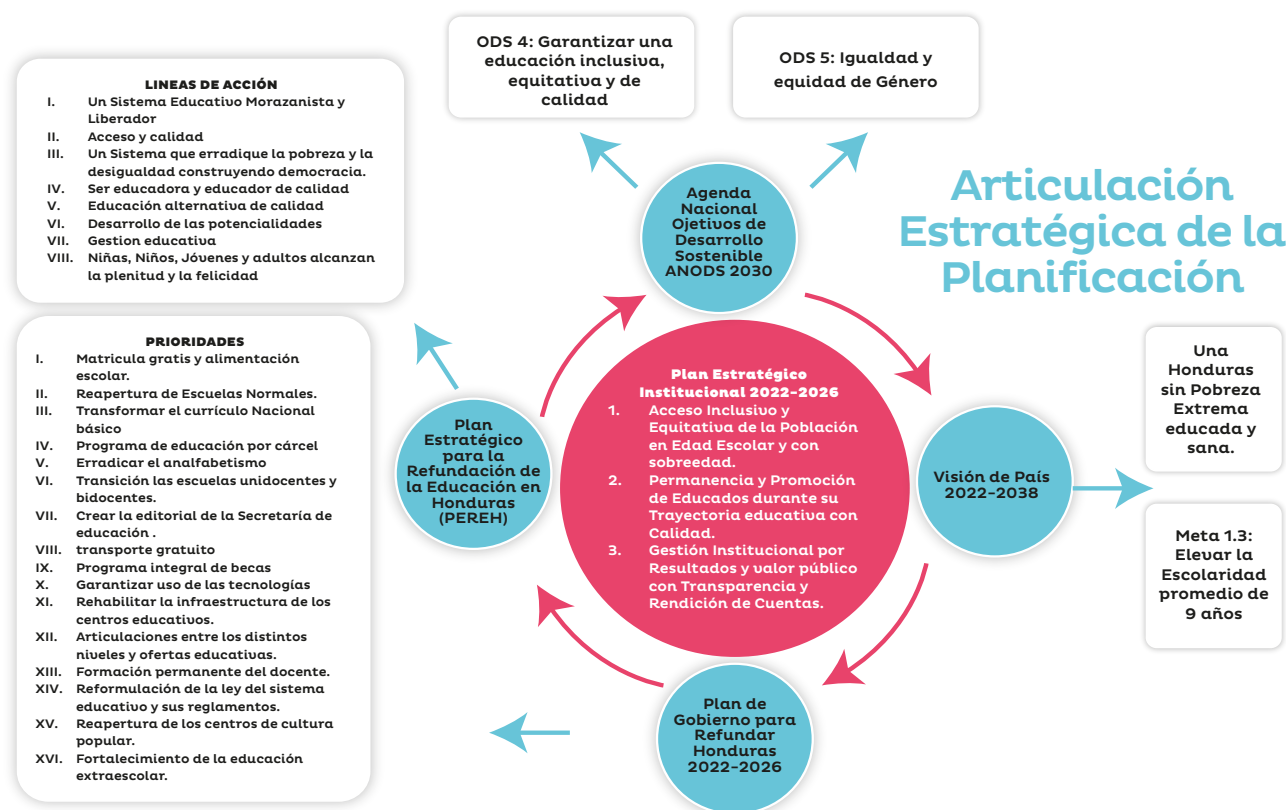 ODS 4: Garantizar una
educación inclusiva,
equitativa y de
calidad
ODS 5: Igualdad y
equidad de Género
LINEAS DE ACCIÓN
I. Un Sistema Educativo Morazanista y
Liberador
II. Acceso y calidad
III. Un Sistema que erradique la pobreza y la
desigualdad construyendo democracia.
IV. Ser educadora y educador de calidad
V. Educación alternativa de calidad
VI. Desarrollo de las potencialidades
VII. Gestion educativa
VIII. Niñas, Niños, Jóvenes y adultos alcanzan
la plenitud y la felicidad
Articulación
Estratégica de la
Planificación
Agenda
Nacional
Ojetivos de
Desarrollo
Sostenible
ANODS 2030
PRIORIDADES
I. Matricula gratis y alimentación
escolar.
II. Reapertura de Escuelas Normales.
III. Transformar el currículo Nacional
básico
IV. Programa de educación por cárcel
V. Erradicar el analfabetismo
VI. Transición las escuelas unidocentes y
bidocentes.
VII. Crear la editorial de la Secretaría de
educación .
VIII. transporte gratuito
IX. Programa integral de becas
X. Garantizar uso de las tecnologías
XI. Rehabilitar la infraestructura de los
centros educativos.
XII. Articulaciones entre los distintos
niveles y ofertas educativas.
XIII. Formación permanente del docente.
XIV. Reformulación de la ley del sistema
educativo y sus reglamentos.
XV. Reapertura de los centros de cultura
popular.
XVI. Fortalecimiento de la educación
extraescolar.
Plan
Estratégico
para la
Refundación de
la Educación en
Honduras
(PEREH)
Plan Estratégico
Institucional 2022-2026
1. Acceso Inclusivo y
Equitativa de la Población
en Edad Escolar y con
sobreedad.
2. Permanencia y Promoción
de Educados durante su
Trayectoria educativa con
Calidad.
3. Gestión Institucional por
Resultados y valor público
con Transparencia y
Rendición de Cuentas.
Visión de País
2022-2038
Una
Honduras
sin Pobreza
Extrema
educada y
sana.
Meta 1.3:
Elevar la
Escolaridad
promedio de
9 años
Plan de
Gobierno para
Refundar
Honduras
2022-2026